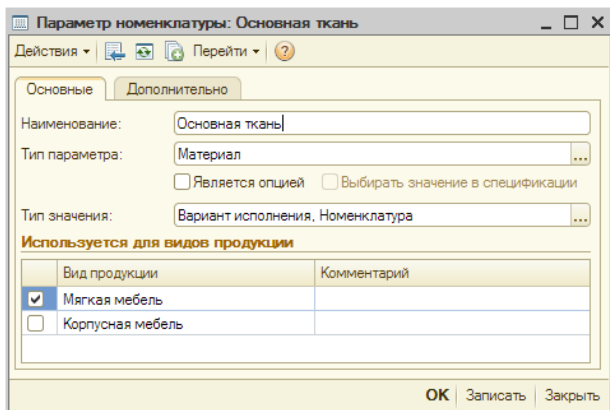 Параметр номенклатуры: Основная ткань
Действия Перейти ?
Основные Дополнительно
Наименование: Основная ткань
Тип параметра: Материал ...
Является опцией Выбирать значение в спецификации
Тип значения: Вариант исполнения, Номенклатура ...
Используется для видов продукции
Вид продукции Комментарий
Мягкая мебель
Корпусная мебель
OK Записать Закрыть